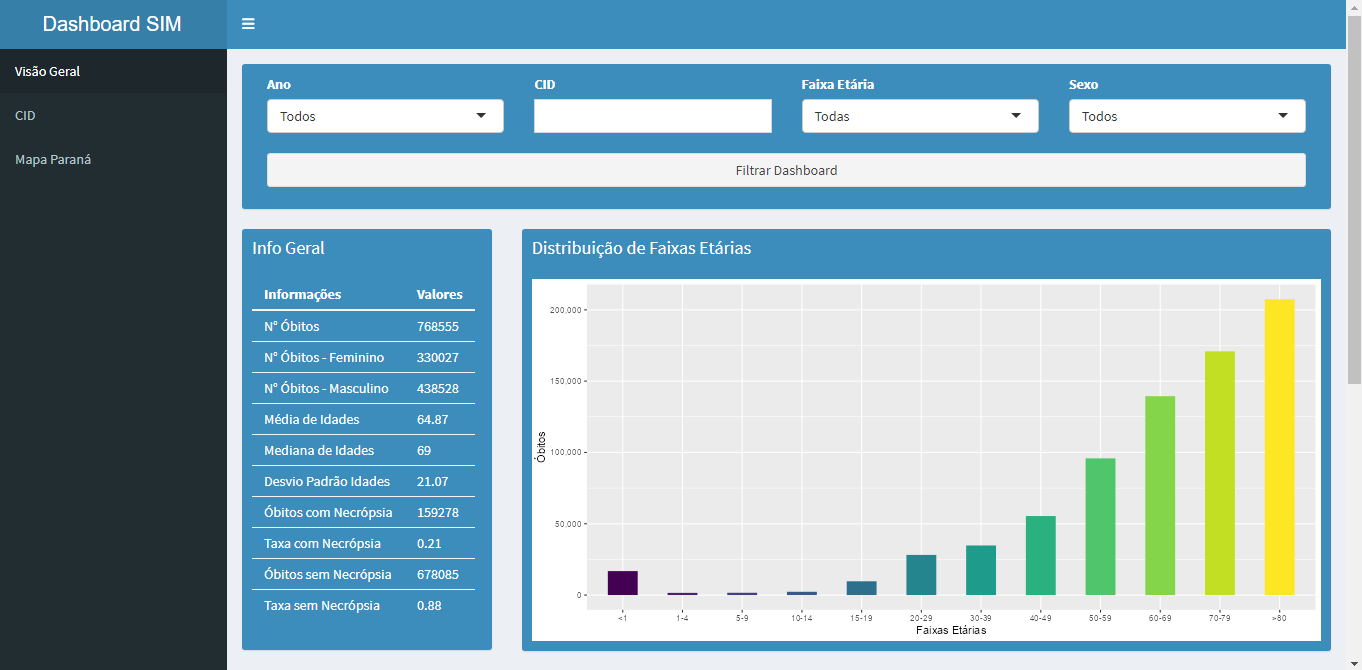 Dashboard SIM
Visão Geral
CID
Mapa Paraná
Ano
CID
Faixa Etária
Sexo
Todos
Todas
Todos
Filtrar Dashboard
Info Geral
Informações Valores
Nº Óbitos 768555
Nº Óbitos - Feminino 330027
Nº Óbitos - Masculino 438528
Média de Idades 64.87
Mediana de Idades 69
Desvio Padrão Idades 21.07
Óbitos com Necrópsia 159278
Taxa com Necrópsia 0.21
Óbitos sem Necrópsia 678085
Taxa sem Necrópsia 0.88
Distribuição de Faixas Etárias
200,000
150,000
100,000
50,000
0
Óbitos
<1 1-4 5-9 10-14 15-19 20-29 30-39 40-49 50-59 60-69 70-79 >80
Faixas Etárias